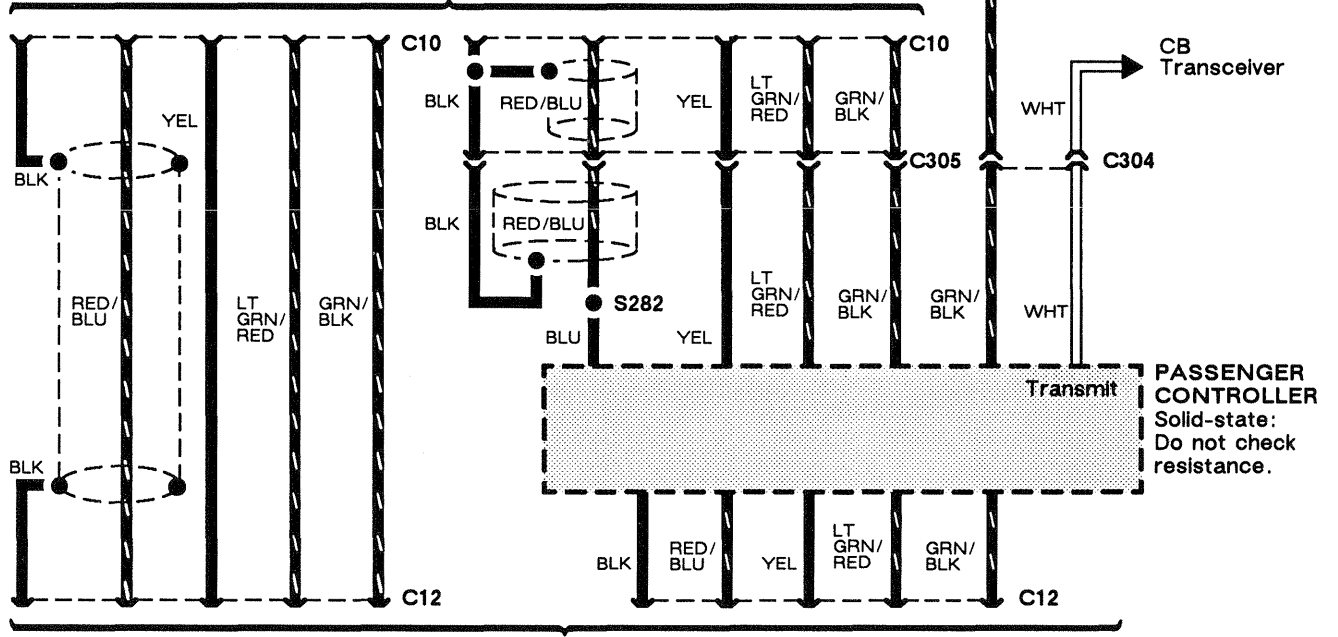 C10
C10
CB
Transceiver
BLK
RED/BLU
YEL
LT
GRN/
RED
GRN/
BLK
WHT
YEL
BLK
C305
C304
BLK
RED/BLU
RED/
BLU
LT
GRN/
RED
GRN/
BLK
S282
BLU
YEL
LT
GRN/
RED
GRN/
BLK
GRN/
BLK
WHT
Transmit
PASSENGER
CONTROLLER
Solid-state:
Do not check
resistance.
BLK
BLK
RED/
BLU
YEL
LT
GRN/
RED
GRN/
BLK
C12
C12